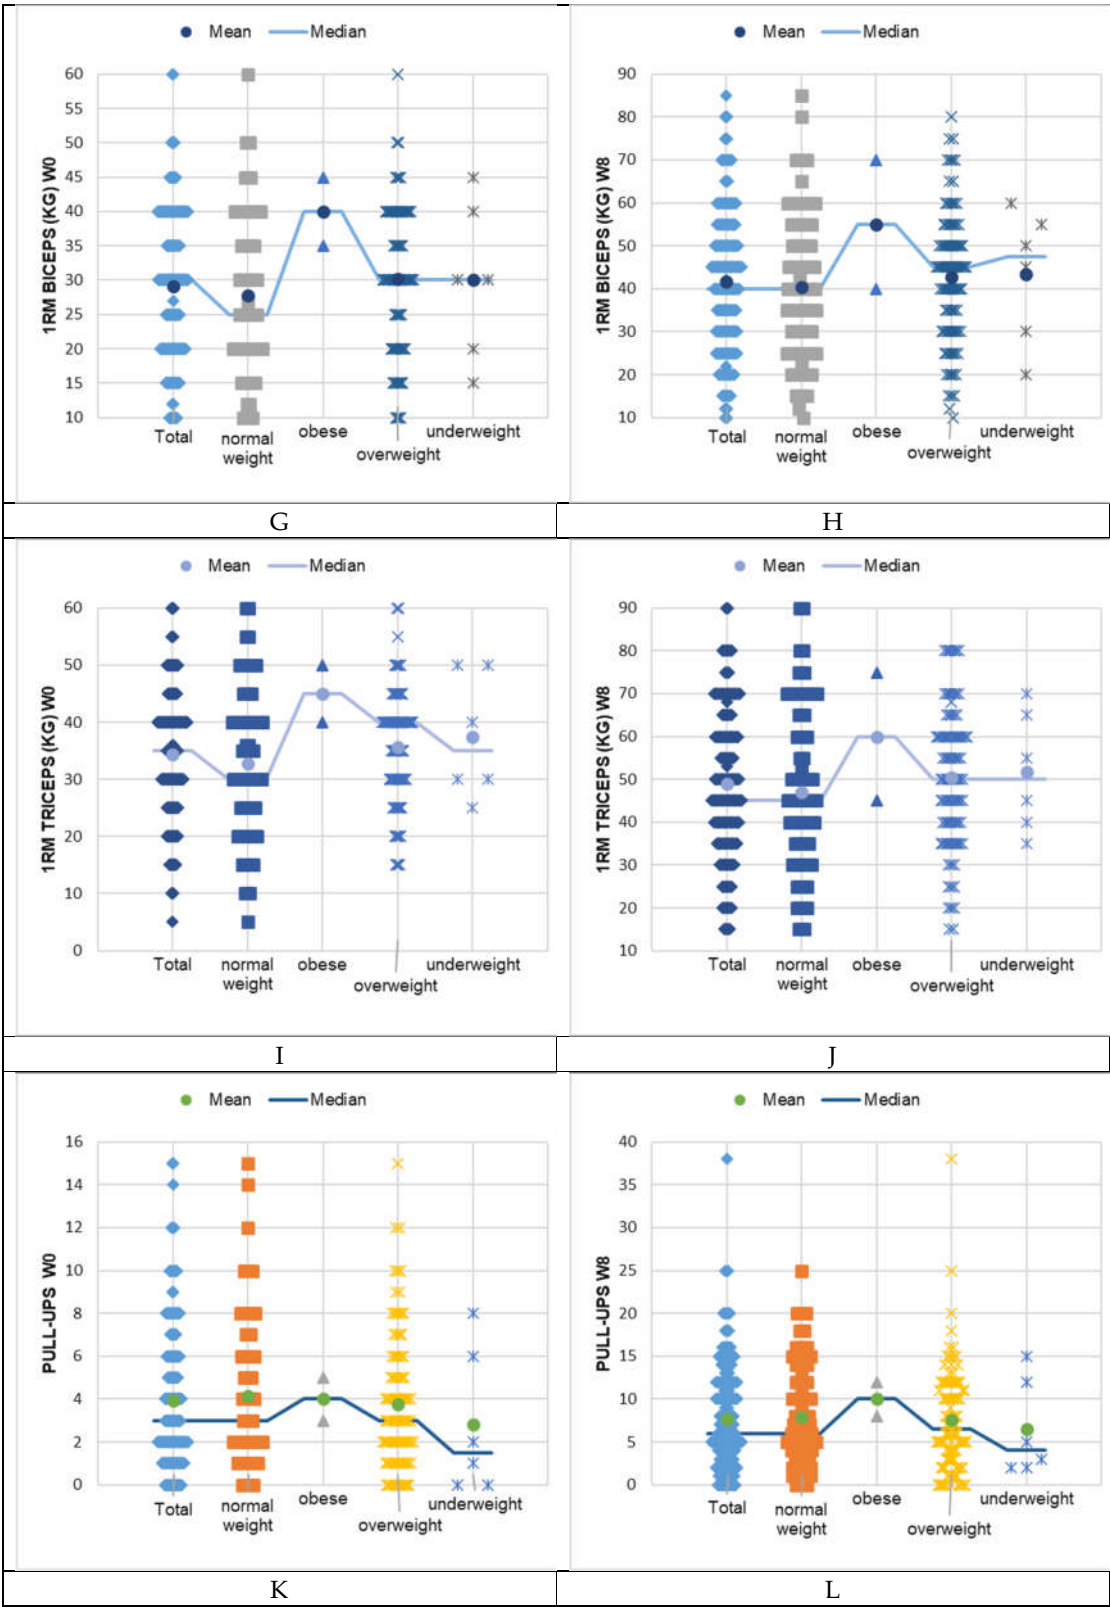 Mean Median
1RM BICEPS (KG) W0
60
55
50
45
40
35
30
25
20
15
10
Total
normal
weight
obese
overweight
underweight
Mean Median
1RM BICEPS (KG) W8
90
80
70
60
50
40
30
20
10
Total
normal
weight
obese
overweight
underweight
G
H
Mean Median
1RM TRICEPS (KG) W0
60
50
40
30
20
10
0
Total
normal
weight
obese
overweight
underweight
Mean Median
1RM TRICEPS (KG) W8
90
80
70
60
50
40
30
20
10
Total
normal
weight
obese
overweight
underweight
I
J
Mean Median
PULL-UPS W0
16
14
12
10
8
6
4
2
0
Total
normal
weight
obese
overweight
underweight
Mean Median
PULL-UPS W8
40
35
30
25
20
15
10
5
0
Total
normal
weight
obese
overweight
underweight
K
L